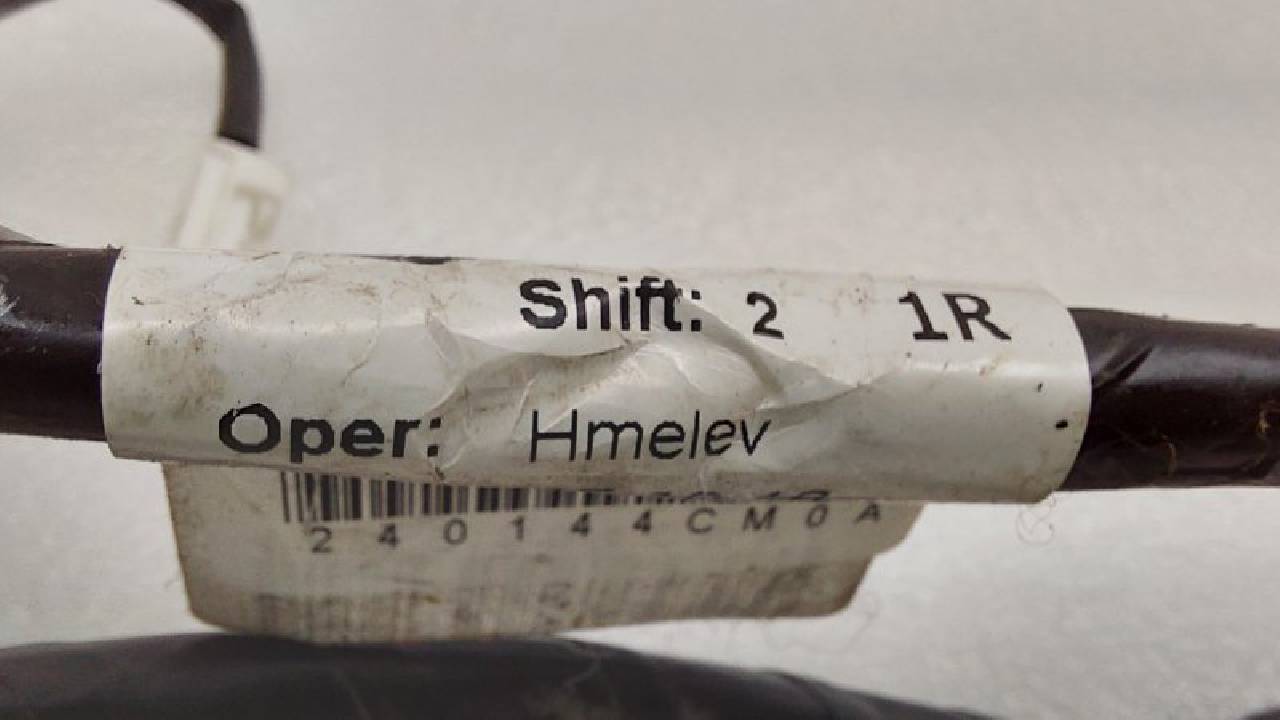 Shift: 2 1R
Oper: Hmelev
240144CM0A